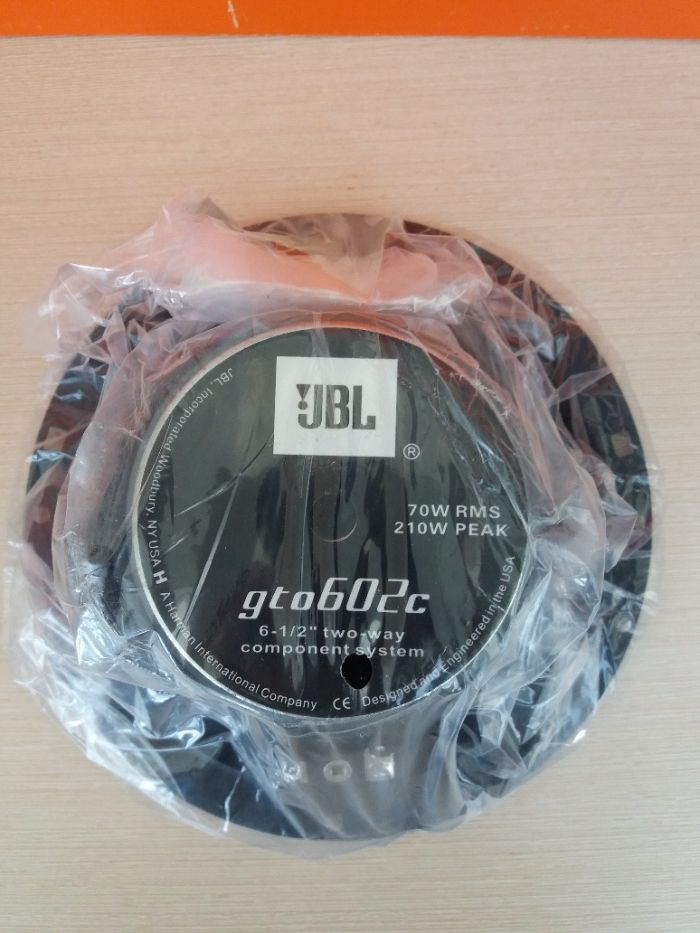 JBL
®
70W RMS
210W PEAK
gto602c
6-1/2" two-way
component system
JBL, Incorporated Woodbury, NY USA H A Harman International Company CE Designed and Engineered in the USA